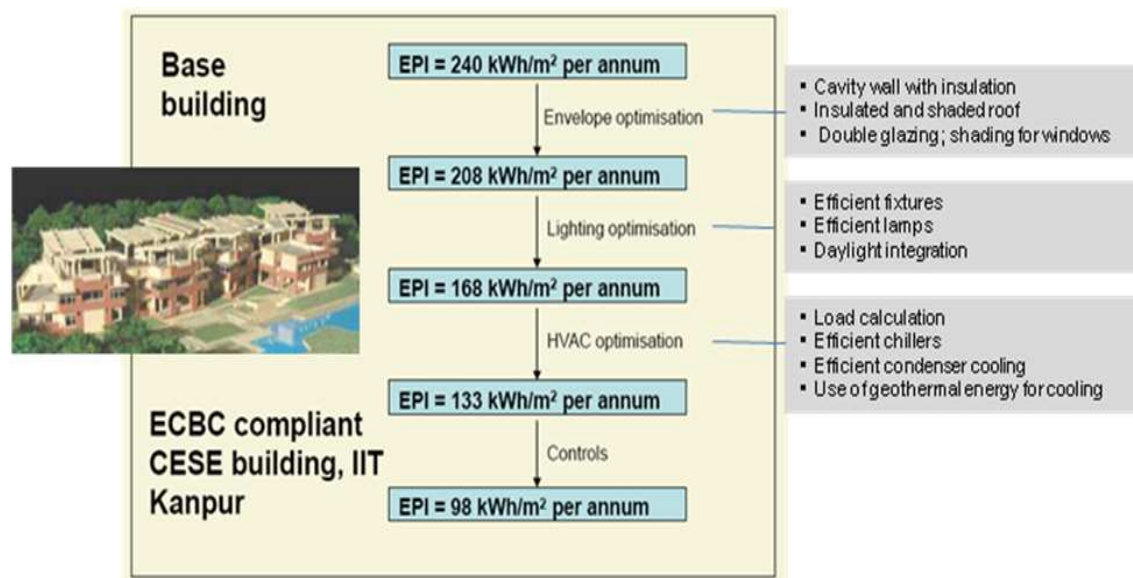 Base
building
EPI = 240 kWh/m² per annum
Envelope optimisation
▪ Cavity wall with insulation
▪ Insulated and shaded roof
▪ Double glazing; shading for windows
EPI = 208 kWh/m² per annum
Lighting optimisation
▪ Efficient fixtures
▪ Efficient lamps
▪ Daylight integration
EPI = 168 kWh/m² per annum
HVAC optimisation
▪ Load calculation
▪ Efficient chillers
▪ Efficient condenser cooling
▪ Use of geothermal energy for cooling
EPI = 133 kWh/m² per annum
ECBC compliant
CESE building, IIT
Kanpur
Controls
EPI = 98 kWh/m² per annum